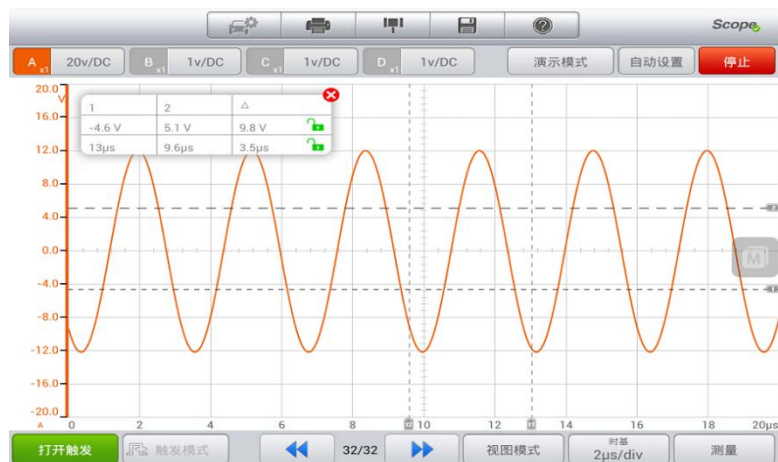 Scope
A x1 20v/DC B x1 1v/DC C x1 1v/DC D x1 1v/DC 演示模式 自动设置 停止
20.0
V
16.0
12.0
8.0
4.0
0.0
-4.0
-8.0
-12.0
-16.0
-20.0
1 2 △
-4.6 V 5.1 V 9.8 V
13μs 9.6μs 3.5μs
M
A 0 2 4 6 8 10 12 14 16 18 20μs
打开触发 触发模式 32/32 视图模式 时基 测量
2μs/div